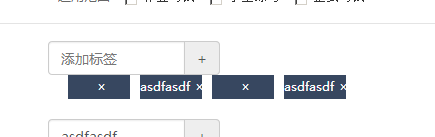 添加标签 +
× asdfasdf × × asdfasdf ×
asdfasdf +